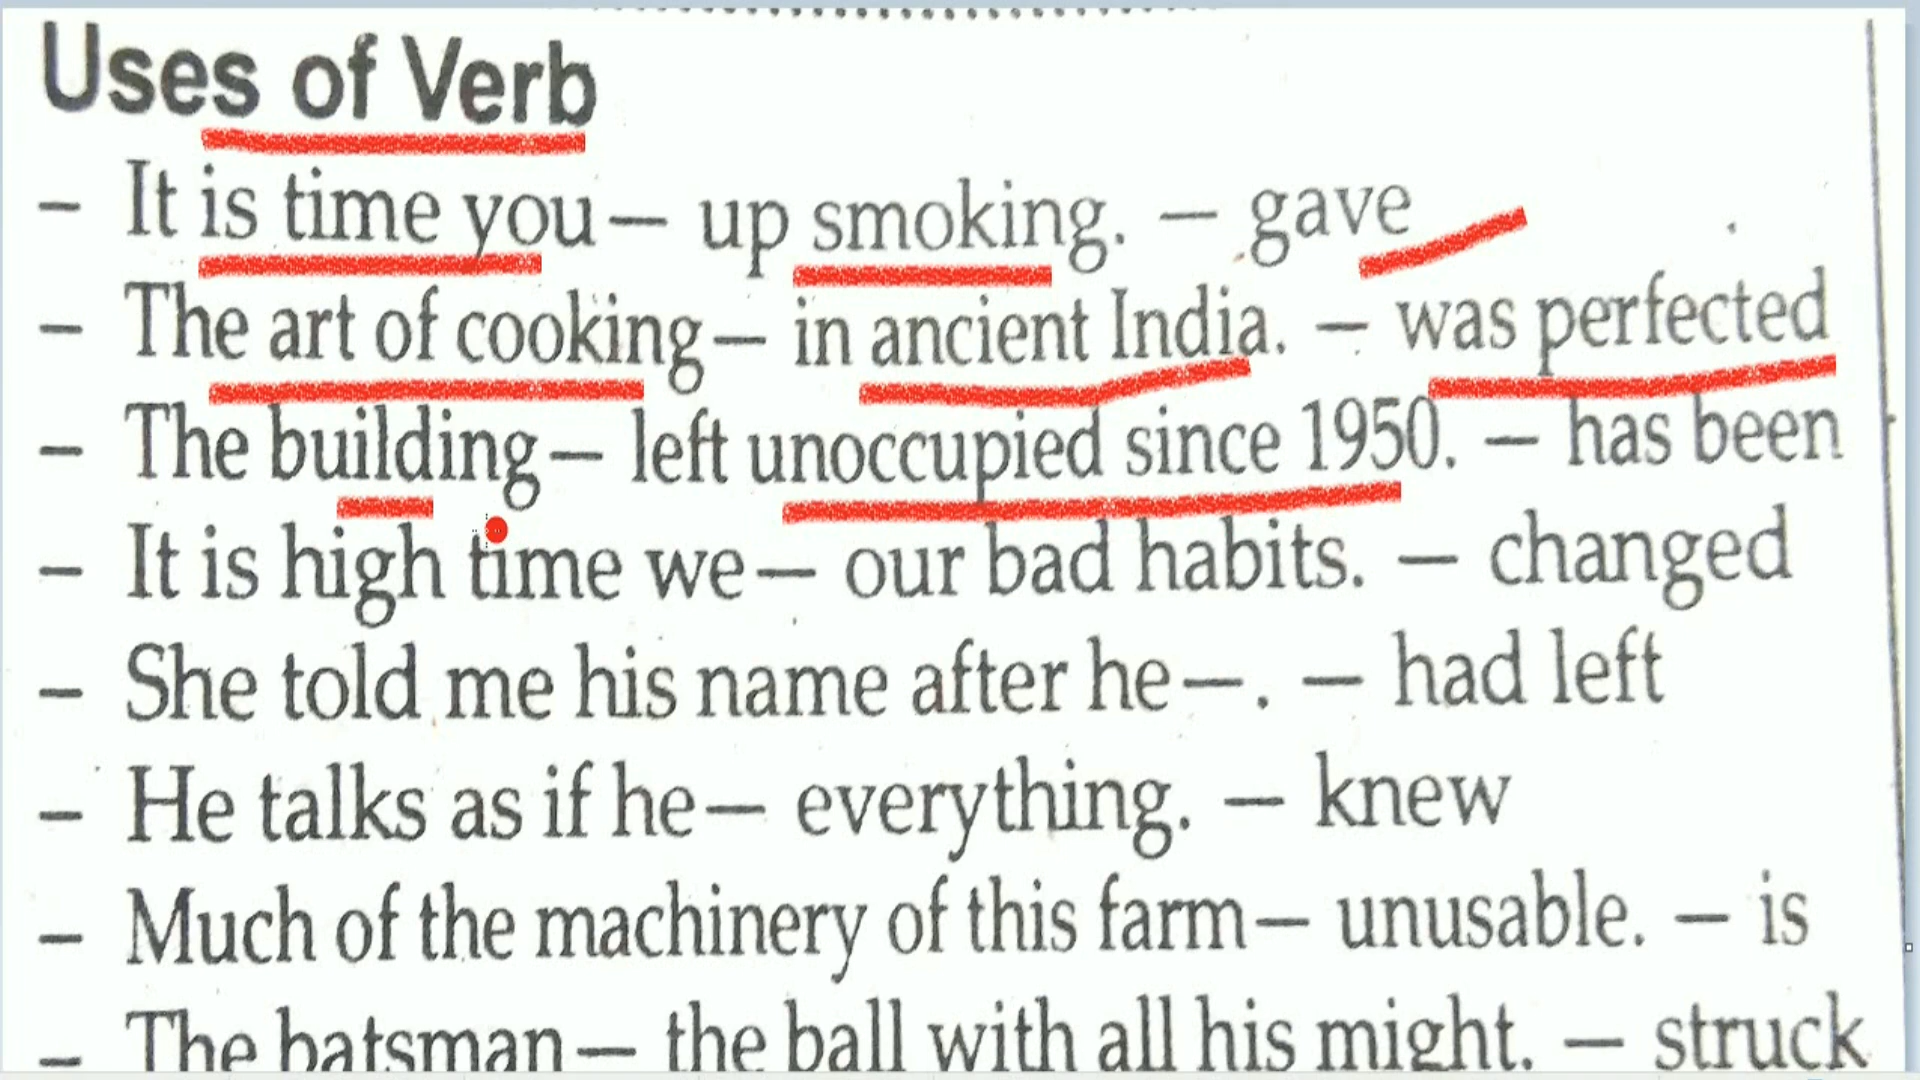 Uses of Verb
– It is time you— up smoking. — gave
– The art of cooking— in ancient India. — was perfected
– The building— left unoccupied since 1950. — has been
– It is high time we— our bad habits. — changed
– She told me his name after he—. — had left
– He talks as if he— everything. — knew
– Much of the machinery of this farm— unusable. — is
– The batsman— the ball with all his might. — struck